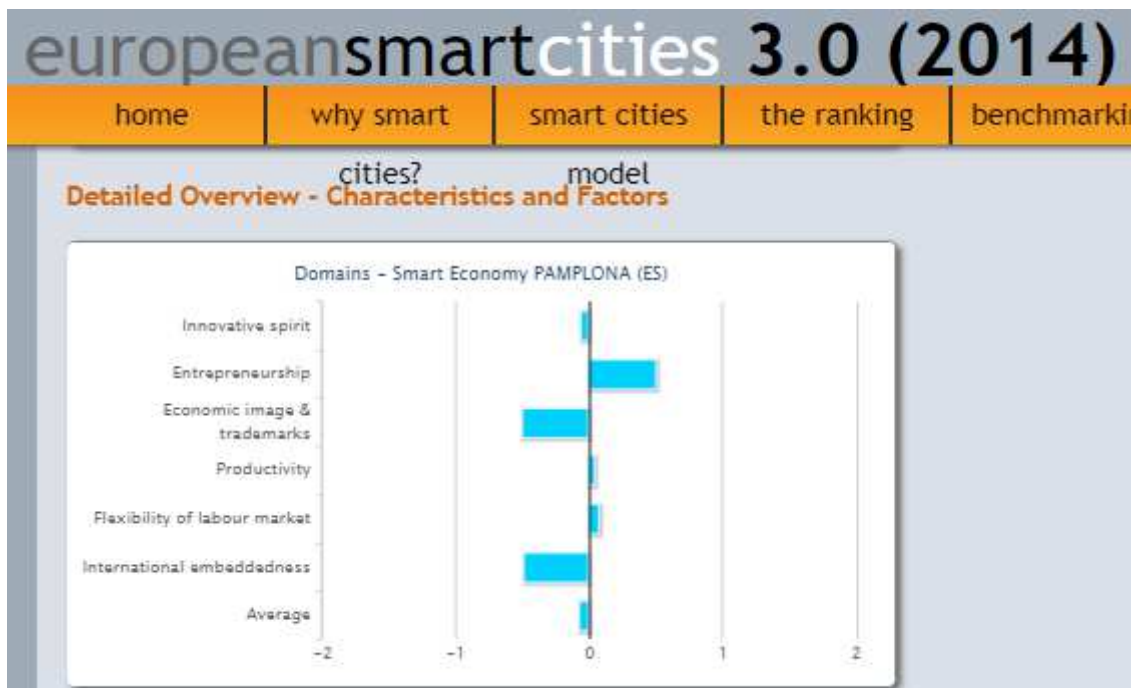 europeansmartcities 3.0 (2014)
home why smart cities? smart cities model the ranking benchmarki
Detailed Overview - Characteristics and Factors
Domains - Smart Economy PAMPLONA (ES)
Innovative spirit
Entrepreneurship
Economic image &
trademarks
Productivity
Flexibility of labour market
International embeddedness
Average
-2 -1 0 1 2